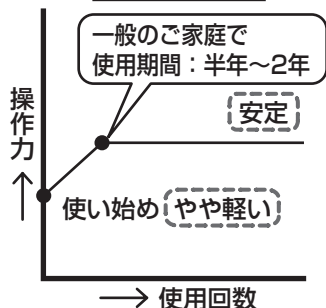 一般のご家庭で
使用期間：半年～2年
安定
操作力
使い始め やや軽い
使用回数